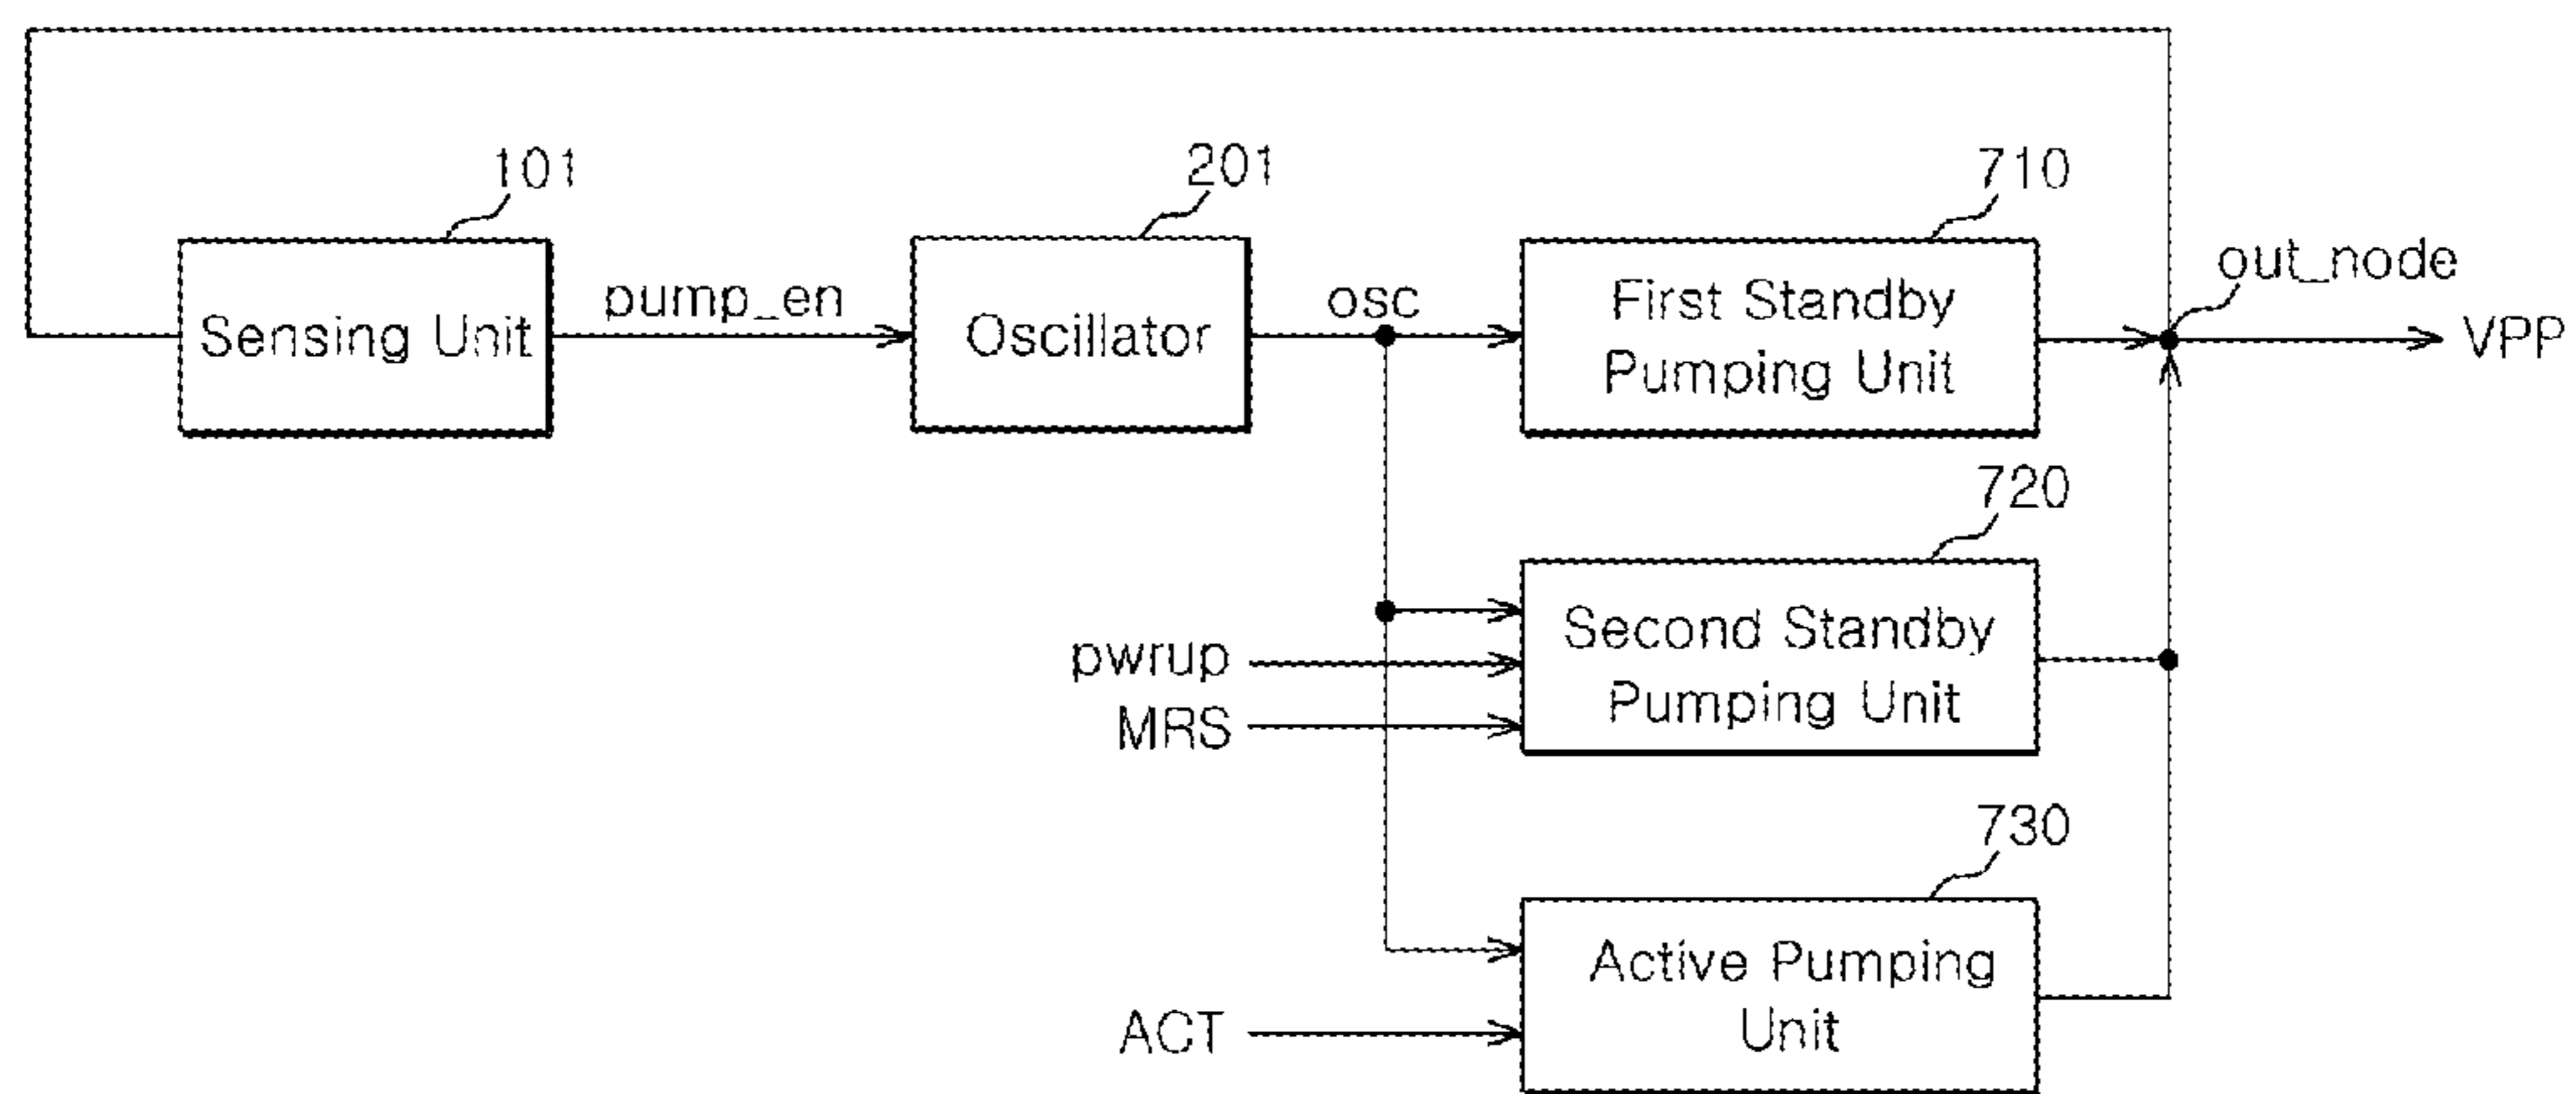 101
201
710
Sensing Unit
pump_en
Oscillator
osc
First Standby
Pumping Unit
out_node
VPP
720
Second Standby
Pumping Unit
pwrup
MRS
730
Active Pumping
Unit
ACT